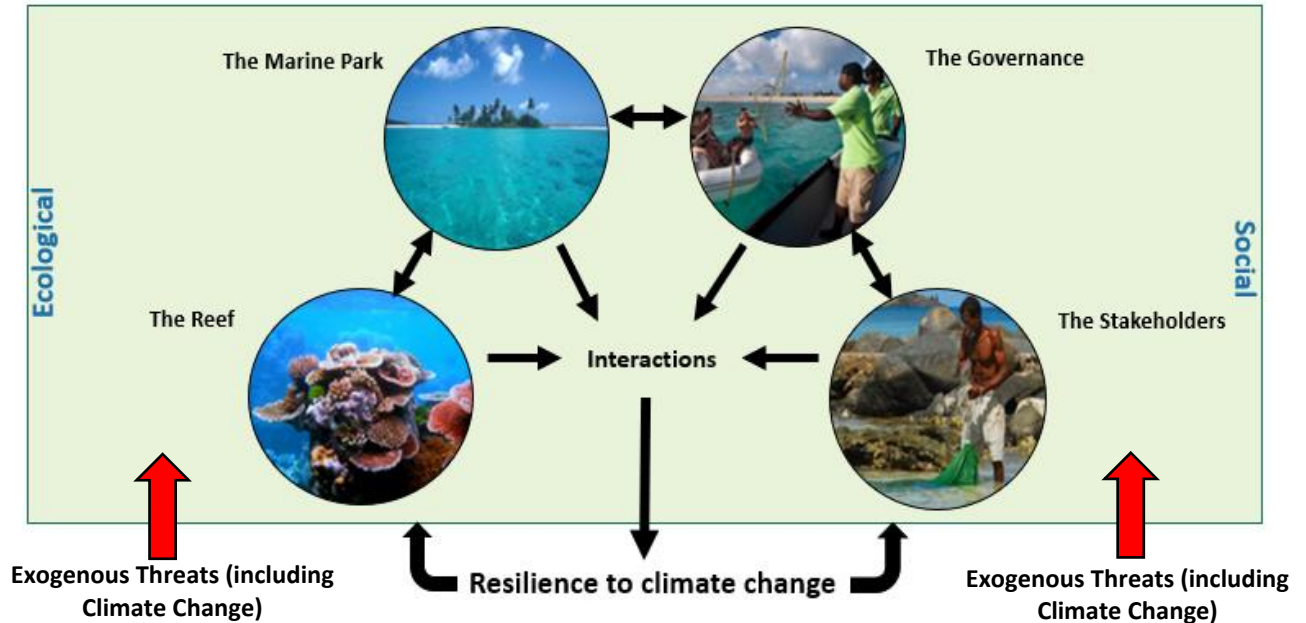 The Marine Park
The Governance
Ecological
Social
The Reef
The Stakeholders
Interactions
Exogenous Threats (including
Climate Change)
Resilience to climate change
Exogenous Threats (including
Climate Change)